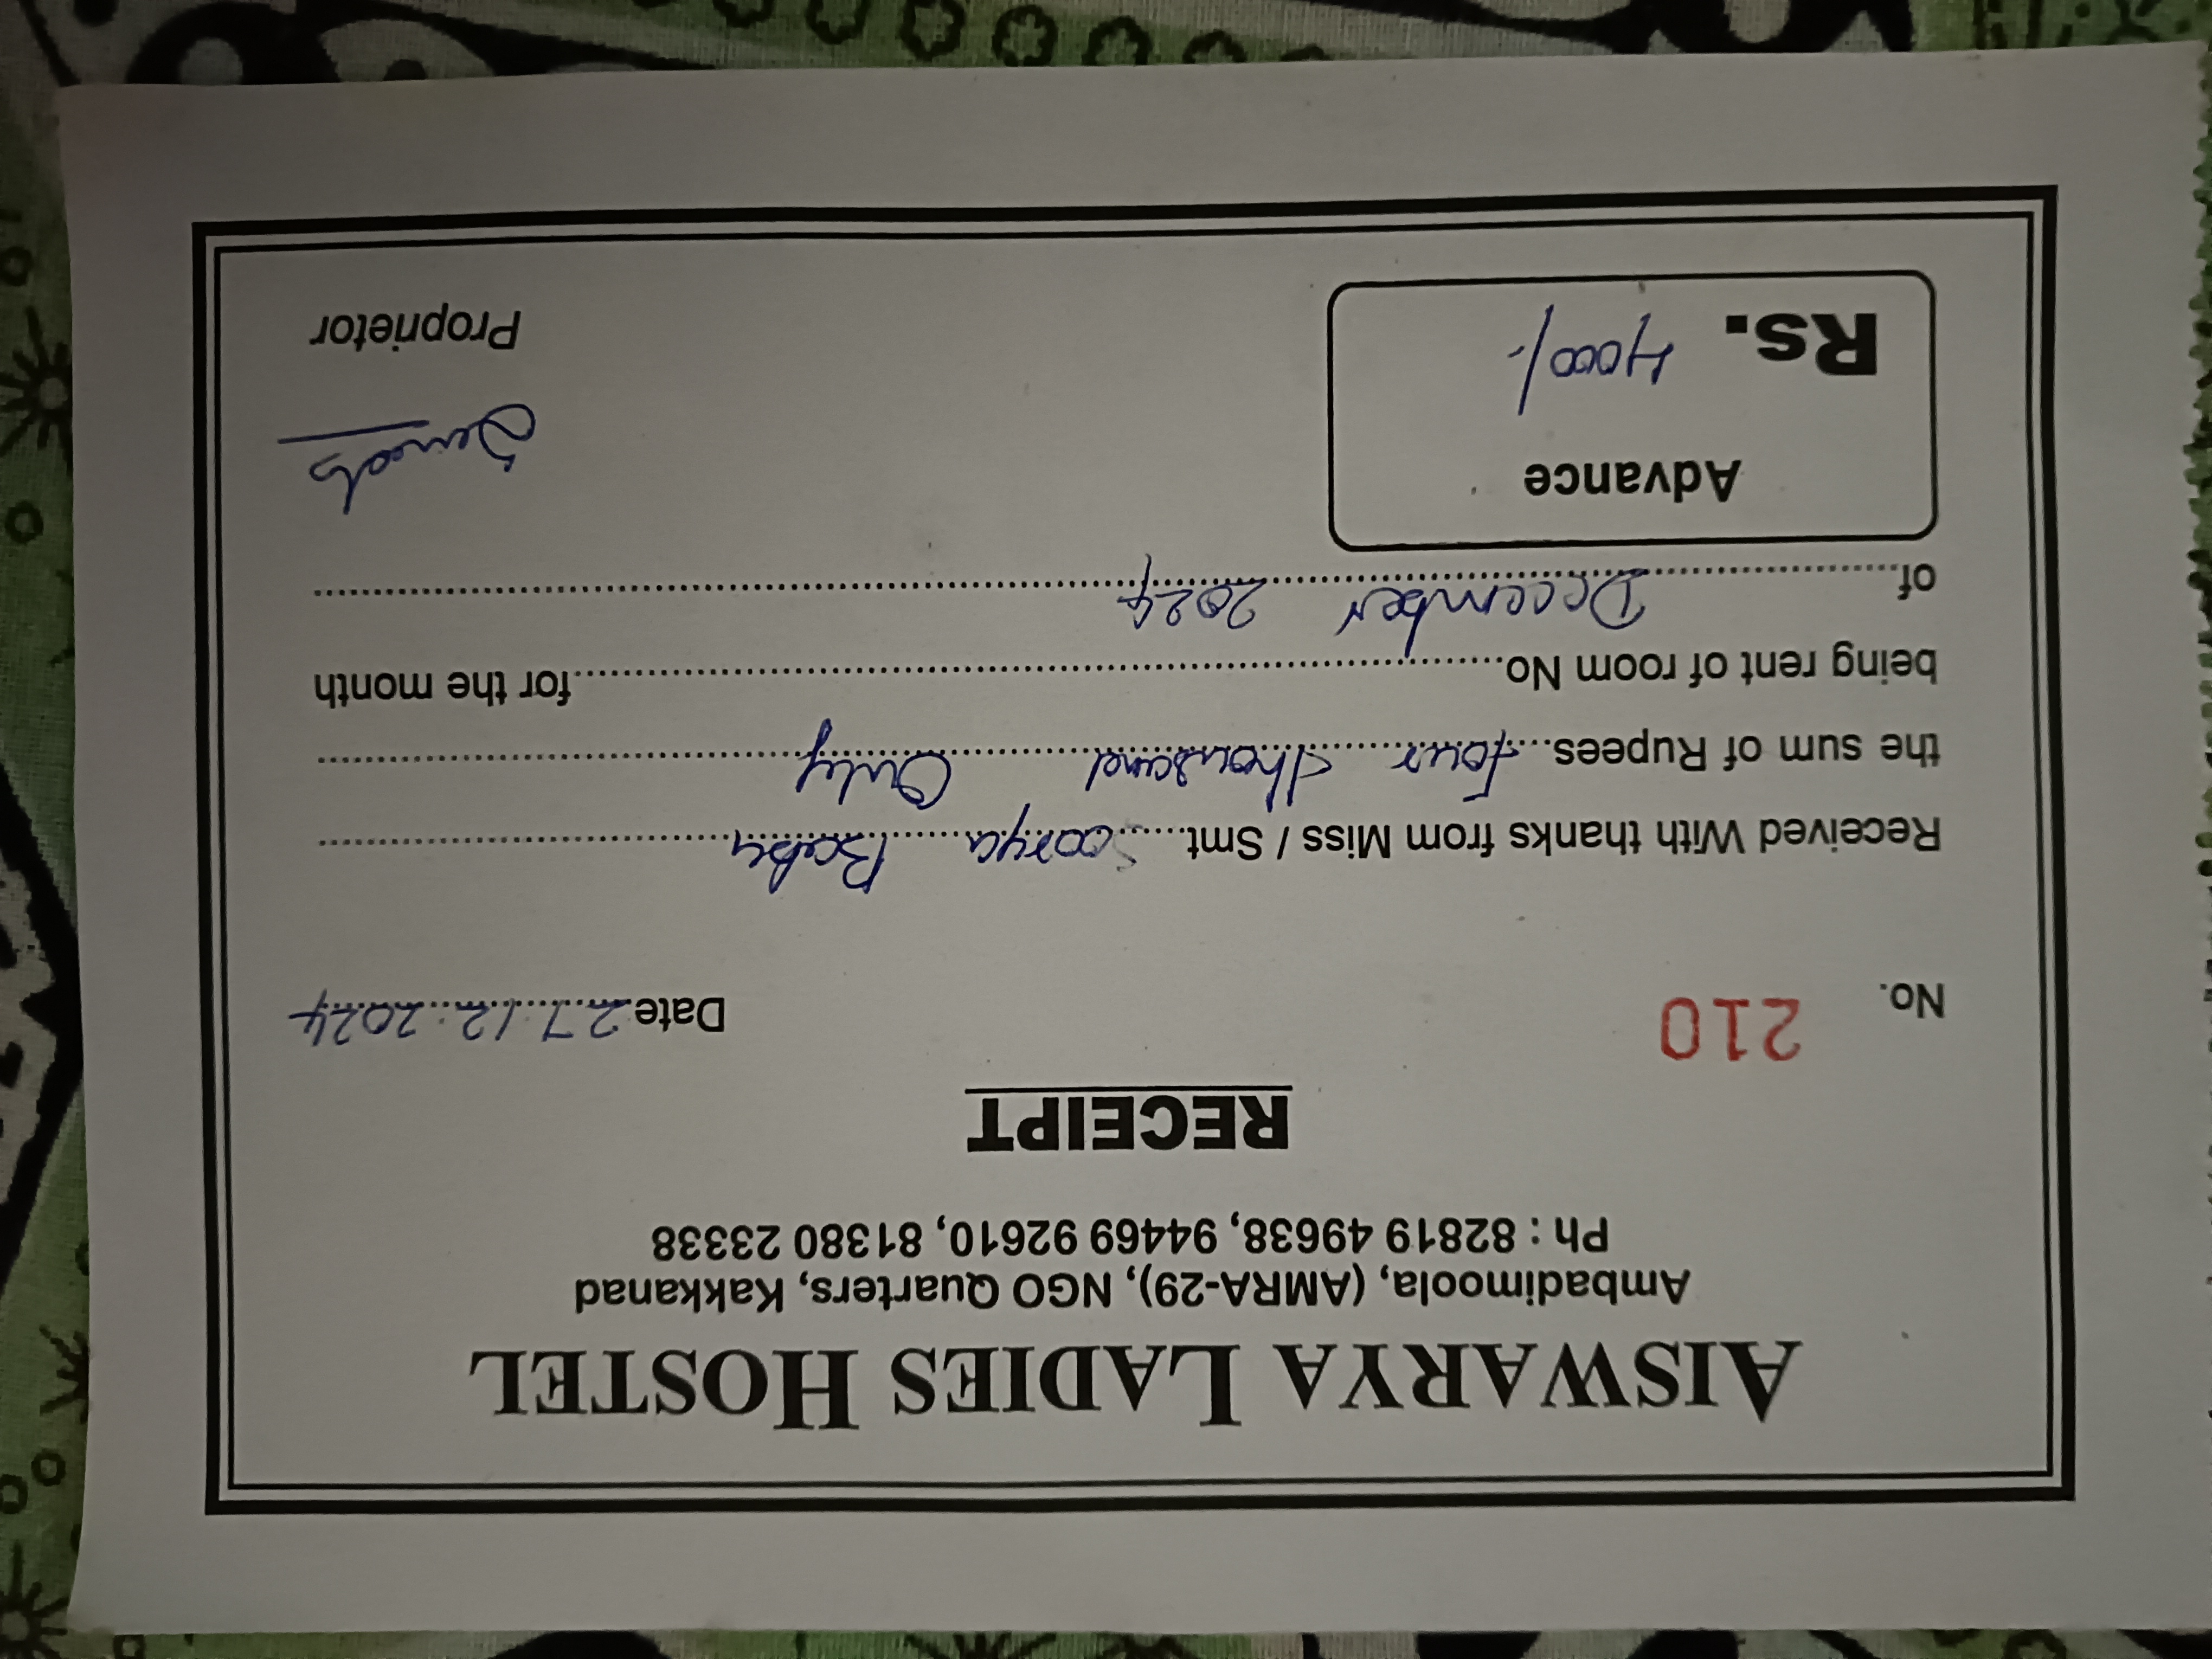 AISWARYA LADIES HOSTEL
Ambadimoola, (AMRA-29), NGO Quarters, Kakkanad
Ph : 82819 49638, 94469 92610, 81380 23338
RECEIPT
No. 210 Date 27.12.2024
Received With thanks from Miss / Smt. Soorya Babu
the sum of Rupees Four thousand Only
being rent of room No. for the month
of December 2024
Advance
Rs. 4000/-
Proprietor